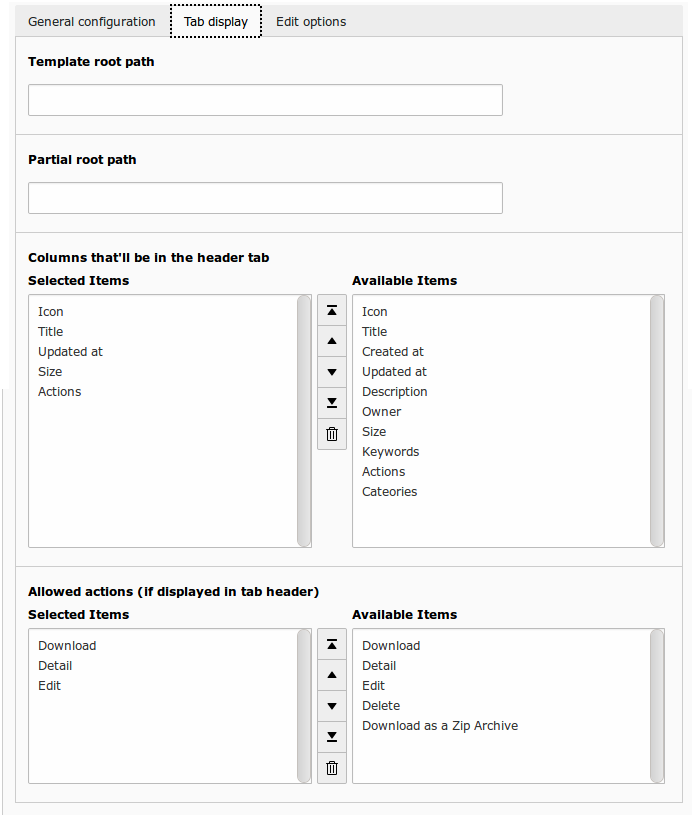 General configuration Tab display Edit options
Template root path
Partial root path
Columns that'll be in the header tab
Selected Items
Icon
Title
Updated at
Size
Actions
Available Items
Icon
Title
Created at
Updated at
Description
Owner
Size
Keywords
Actions
Cateories
Allowed actions (if displayed in tab header)
Selected Items
Download
Detail
Edit
Available Items
Download
Detail
Edit
Delete
Download as a Zip Archive